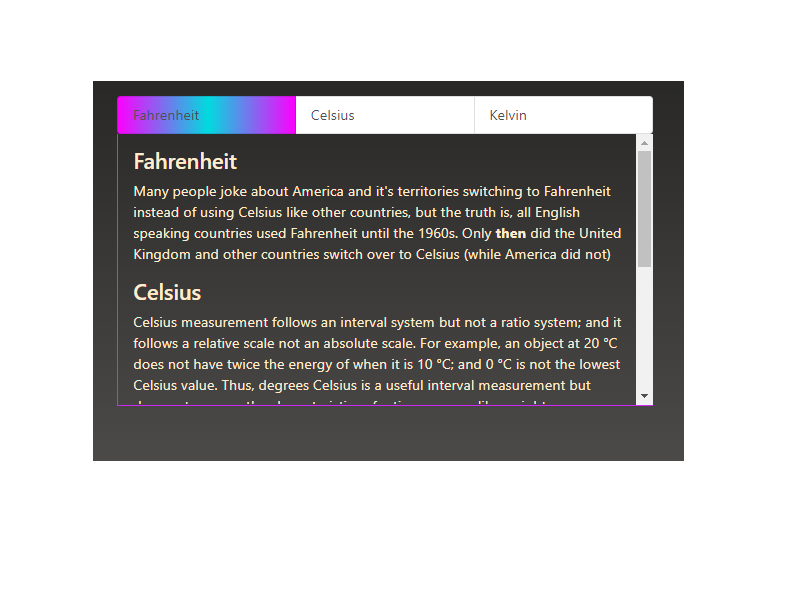 Fahrenheit
Celsius
Kelvin
Fahrenheit
Many people joke about America and it's territories switching to Fahrenheit
instead of using Celsius like other countries, but the truth is, all English
speaking countries used Fahrenheit until the 1960s. Only then did the United
Kingdom and other countries switch over to Celsius (while America did not)
Celsius
Celsius measurement follows an interval system but not a ratio system; and it
follows a relative scale not an absolute scale. For example, an object at 20 °C
does not have twice the energy of when it is 10 °C; and 0 °C is not the lowest
Celsius value. Thus, degrees Celsius is a useful interval measurement but